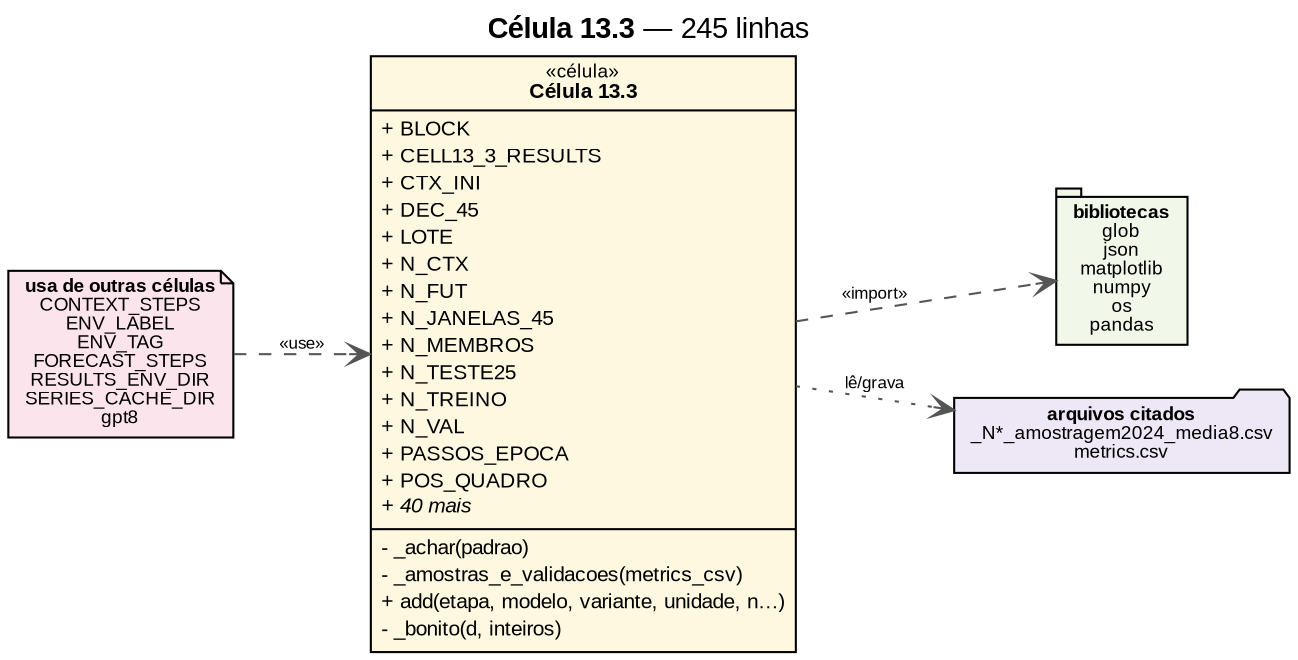 Célula 13.3 — 245 linhas
usa de outras células
CONTEXT_STEPS
ENV_LABEL
ENV_TAG
FORECAST_STEPS
RESULTS_ENV_DIR
SERIES_CACHE_DIR
gpt8
«use»
«célula»
Célula 13.3
+ BLOCK
+ CELL13_3_RESULTS
+ CTX_INI
+ DEC_45
+ LOTE
+ N_CTX
+ N_FUT
+ N_JANELAS_45
+ N_MEMBROS
+ N_TESTE25
+ N_TREINO
+ N_VAL
+ PASSOS_EPOCA
+ POS_QUADRO
+ 40 mais
- _achar(padrao)
- _amostras_e_validacoes(metrics_csv)
+ add(etapa, modelo, variante, unidade, n…)
- _bonito(d, inteiros)
«import»
bibliotecas
glob
json
matplotlib
numpy
os
pandas
lê/grava
arquivos citados
_N*_amostragem2024_media8.csv
metrics.csv